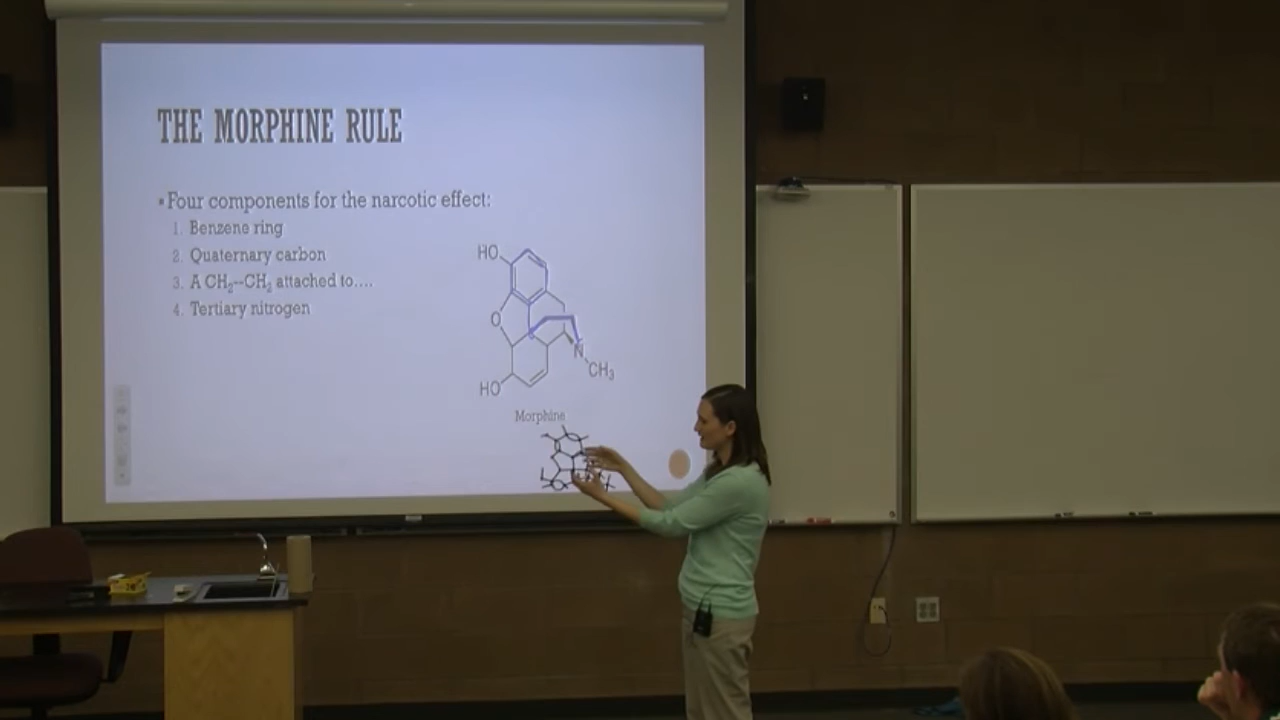 THE MORPHINE RULE
▪Four components for the narcotic effect:
1. Benzene ring
2. Quaternary carbon
3. A CH₂–CH₂ attached to....
4. Tertiary nitrogen
HO
O
N
CH₃
HO
Morphine